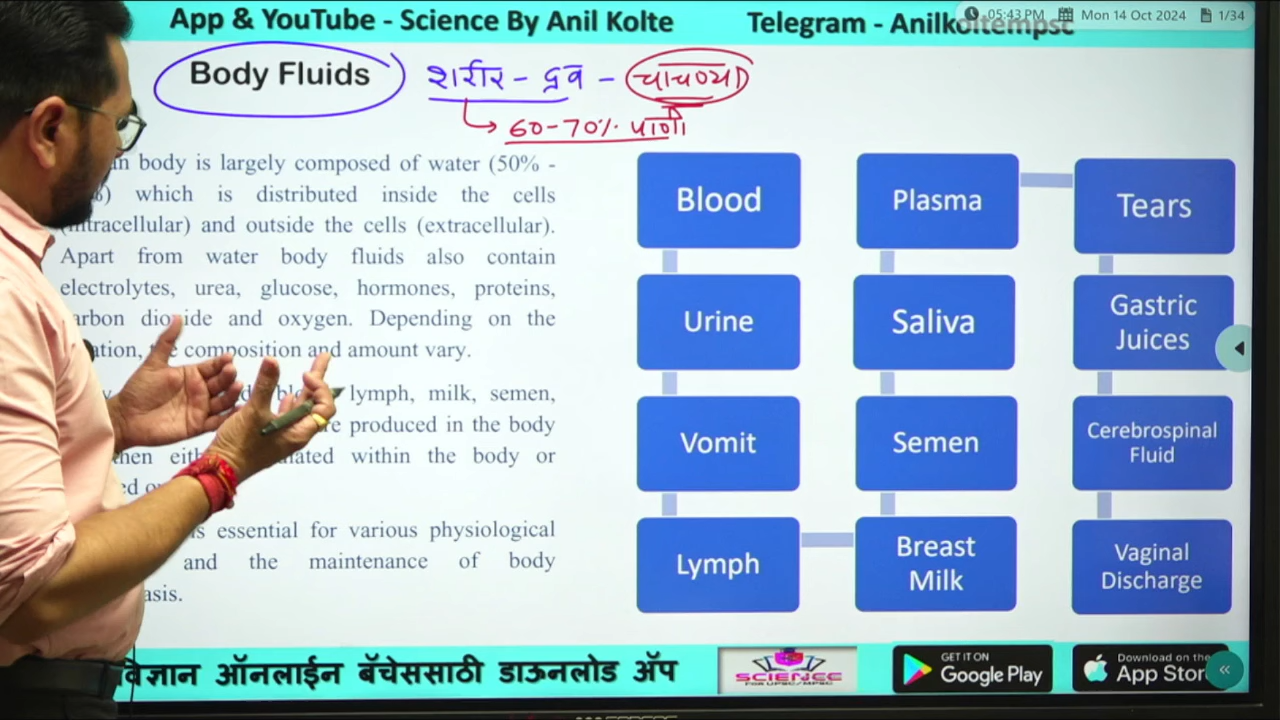 App & YouTube - Science By Anil Kolte
Telegram - Anilkoltempsc
05:43 PM Mon 14 Oct 2024 1/34
Body Fluids
शरीर - द्रव -
60-70% पाणी
body is largely composed of water (50% -
which is distributed inside the cells
(intracellular) and outside the cells (extracellular).
Apart from water body fluids also contain
electrolytes, urea, glucose, hormones, proteins,
carbon dioxide and oxygen. Depending on the
composition and amount vary.
lymph, milk, semen,
produced in the body
within the body or
essential for various physiological
and the maintenance of body
Blood
Urine
Vomit
Lymph
Breast
Milk
Semen
Saliva
Plasma
Tears
Gastric
Juices
Cerebrospinal
Fluid
Vaginal
Discharge
विज्ञान ऑनलाईन बॅचेससाठी डाऊनलोड ॲप
SCIENCE
FOR UPSC/MPSC
GET IT ON
Google Play
Download on the
App Store